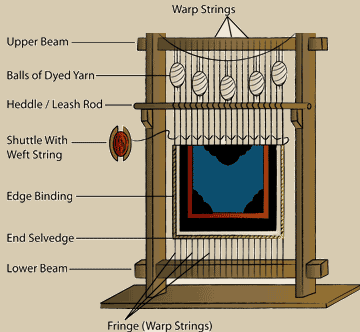 Warp Strings
Upper Beam
Balls of Dyed Yarn
Heddle / Leash Rod
Shuttle With
Weft String
Edge Binding
End Selvedge
Lower Beam
Fringe (Warp Strings)